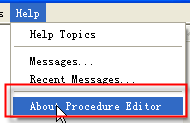 s Help
Help Topics
Messages...
Recent Messages...
About Procedure Editor